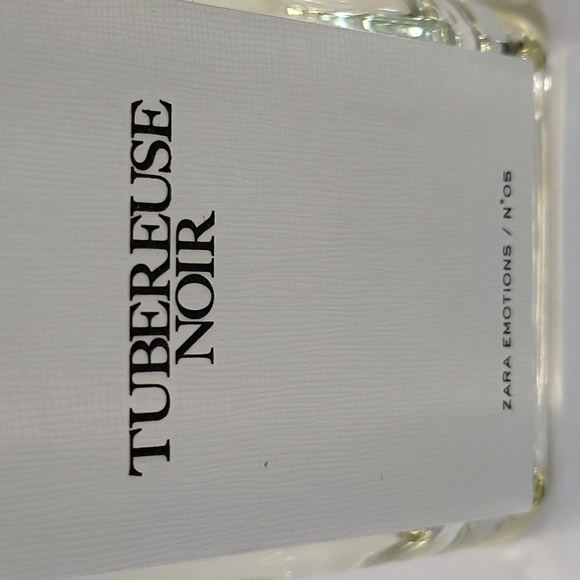 TUBEREUSE
NOIR
ZARA EMOTIONS / N°05